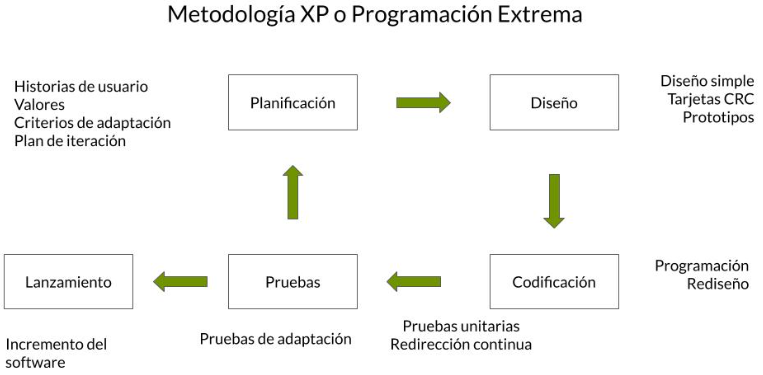 Metodología XP o Programación Extrema
Historias de usuario
Valores
Criterios de adaptación
Plan de iteración
Planificación
Diseño
Diseño simple
Tarjetas CRC
Prototipos
Lanzamiento
Pruebas
Codificación
Programación
Rediseño
Incremento del
software
Pruebas de adaptación
Pruebas unitarias
Redirección continua